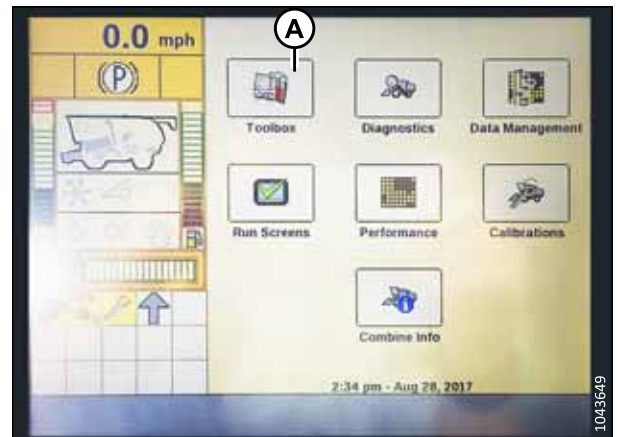 A
0.0 mph
(P)
Toolbox
Diagnostics
Data Management
Run Screens
Performance
Calibrations
Combine Info
2:34 pm - Aug 28, 2017
1043649